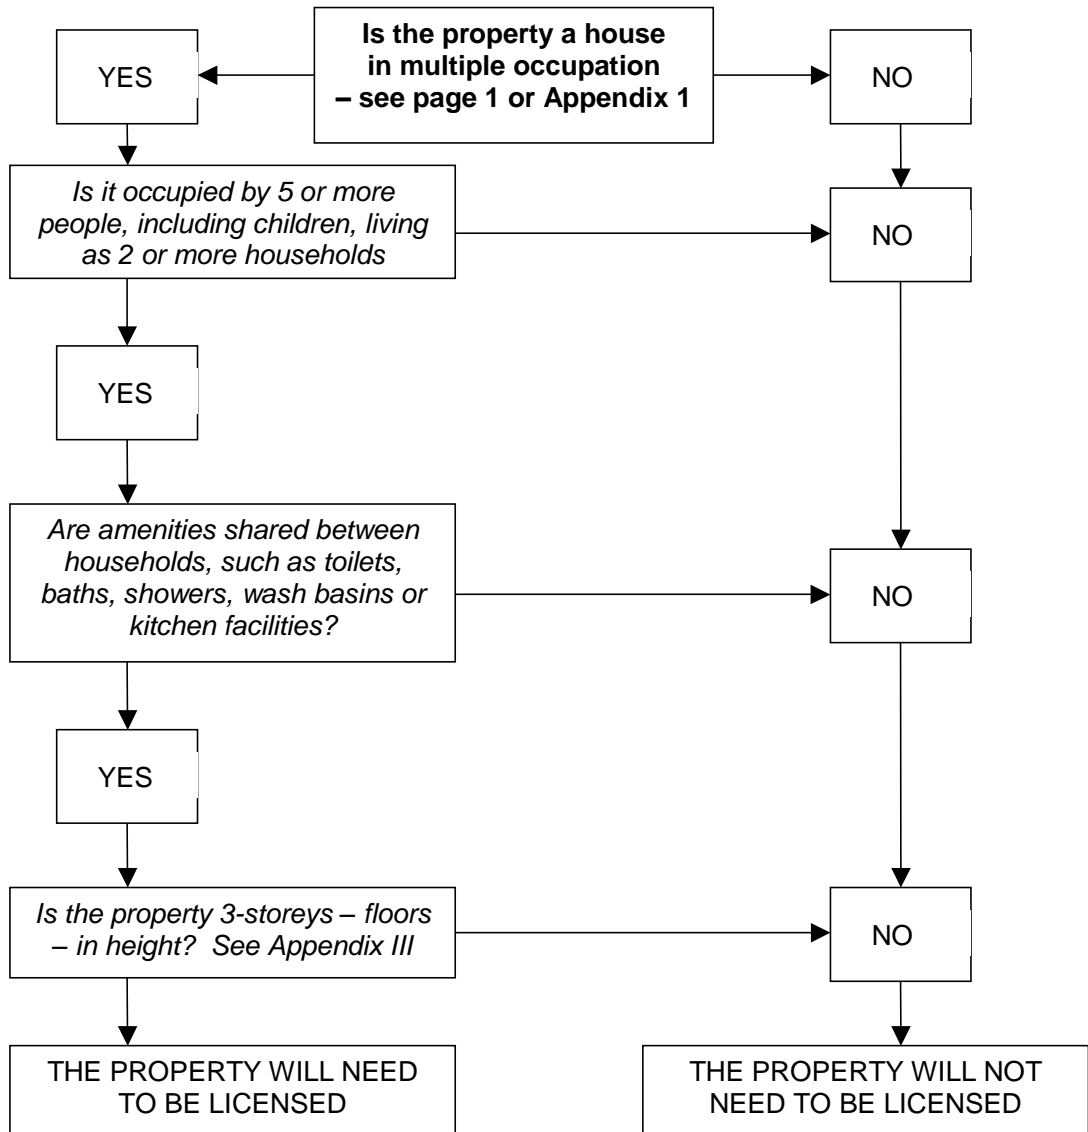 Is the property a house
in multiple occupation
– see page 1 or Appendix 1
YES
NO
Is it occupied by 5 or more
people, including children, living
as 2 or more households
NO
YES
Are amenities shared between
households, such as toilets,
baths, showers, wash basins or
kitchen facilities?
NO
YES
Is the property 3-storeys – floors
– in height? See Appendix III
NO
THE PROPERTY WILL NEED
TO BE LICENSED
THE PROPERTY WILL NOT
NEED TO BE LICENSED